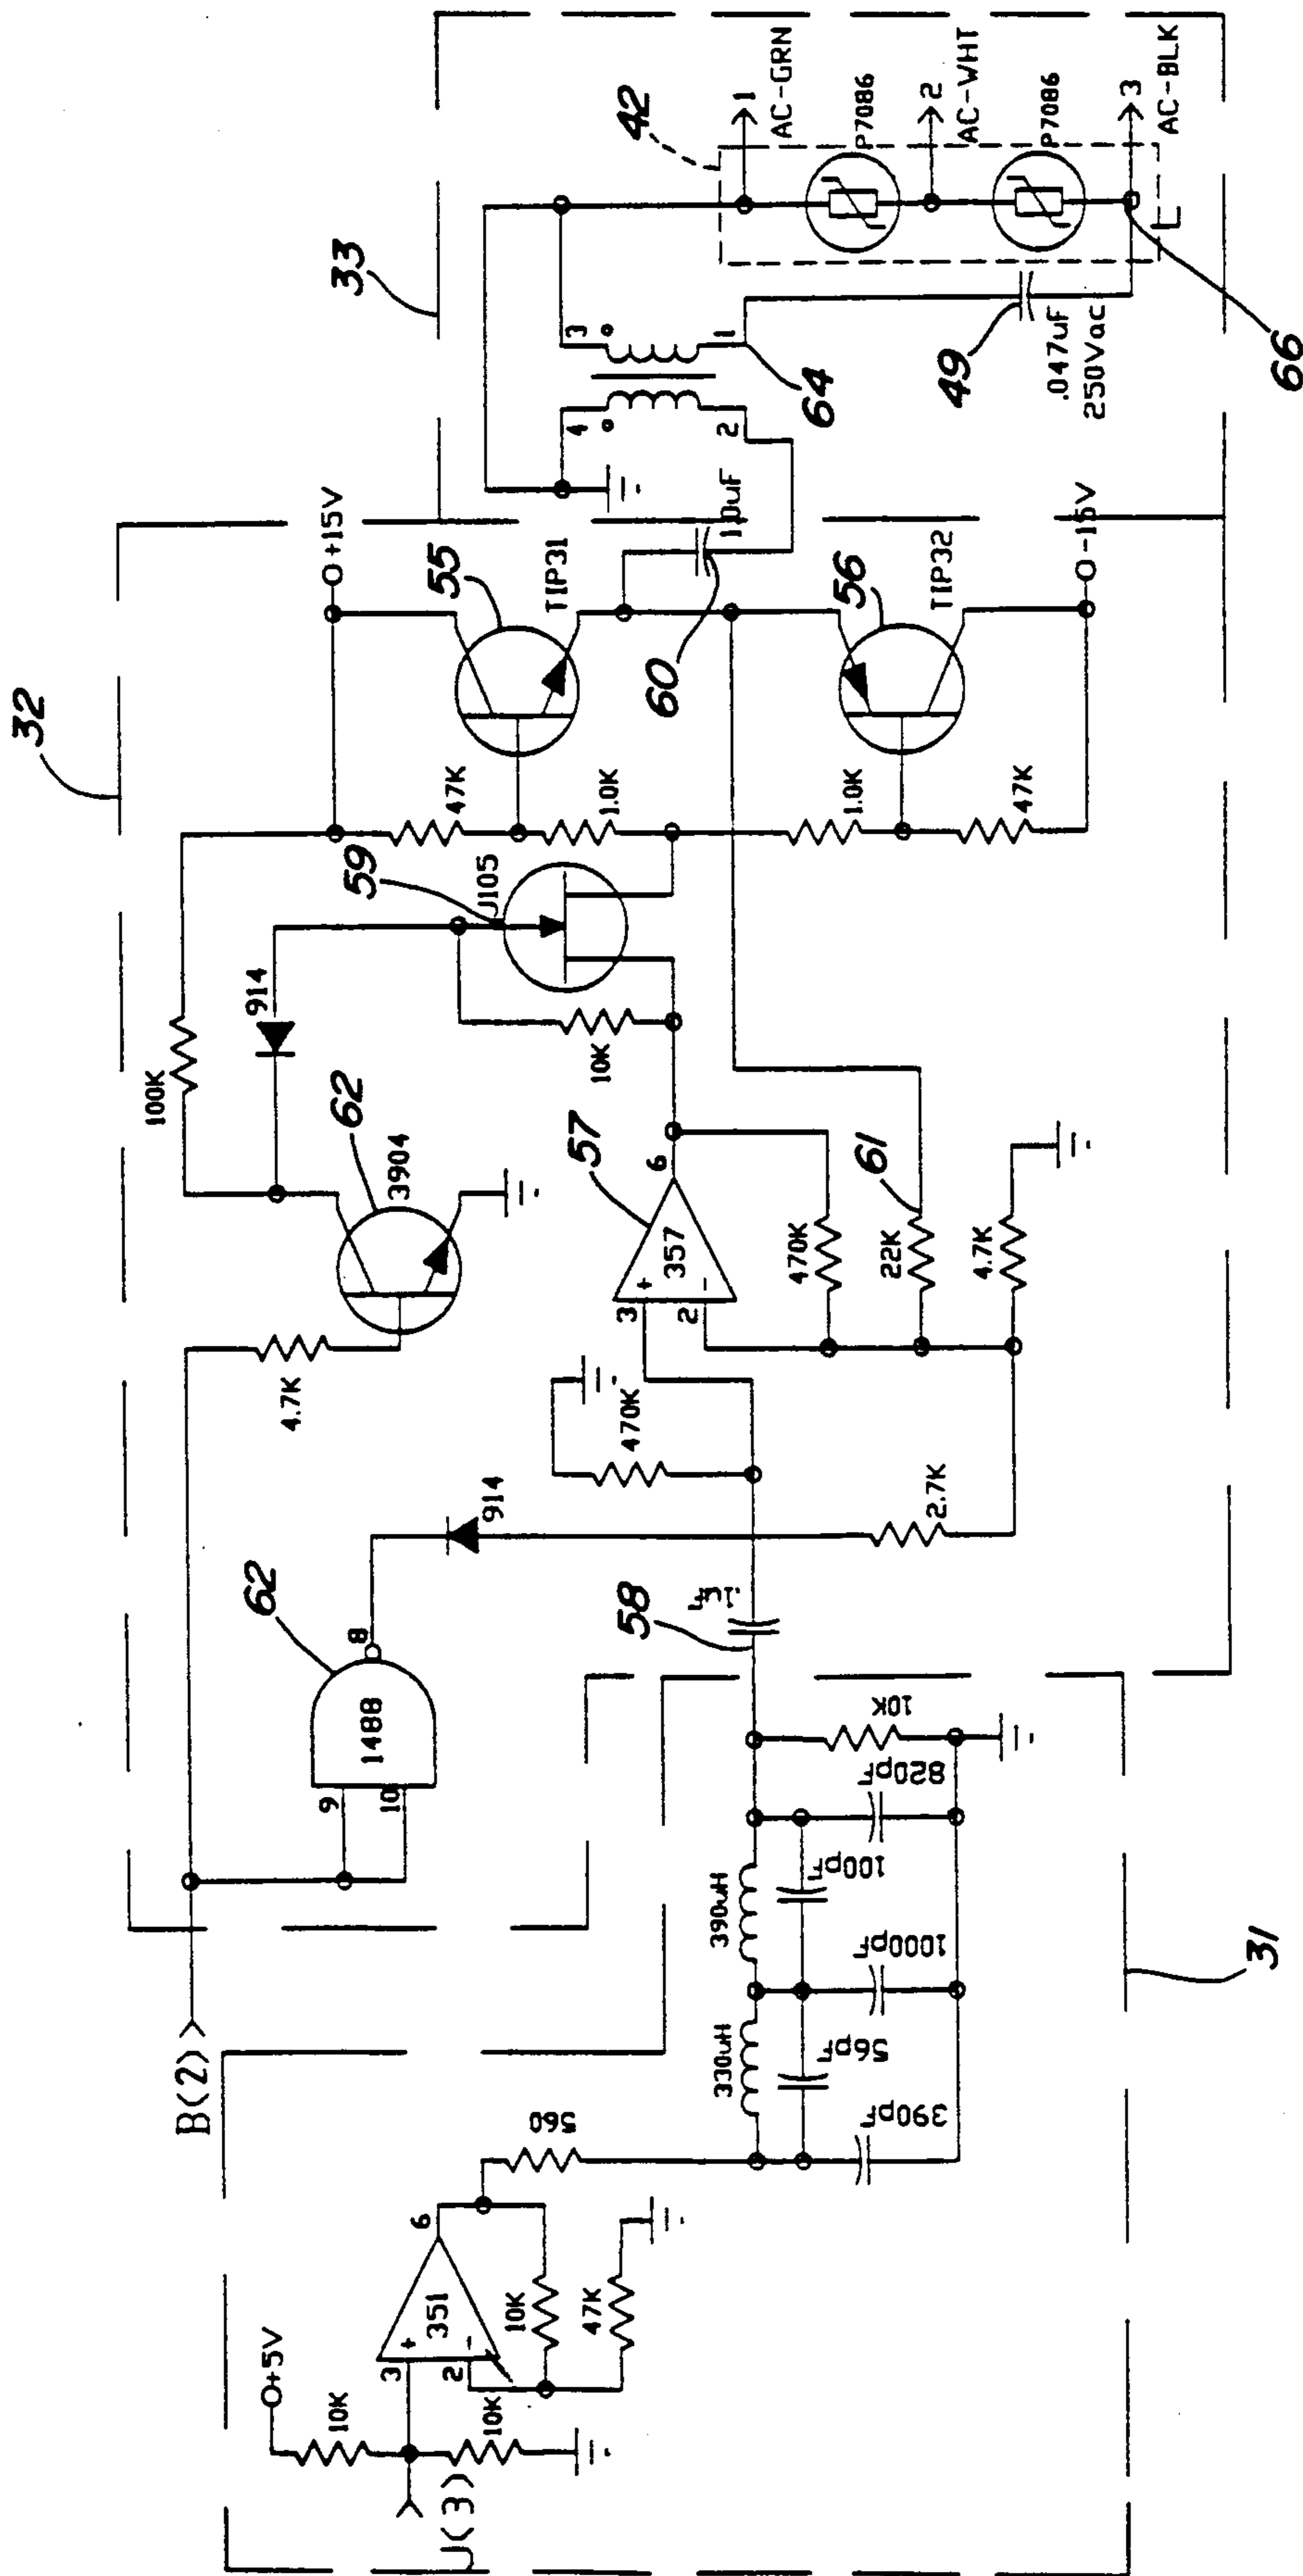 32
33
42
O+15V
55
TIP31
1.0uF
60
56
TIP32
O-15V
47K
1.0K
1.0K
47K
59
J105
914
100K
10K
62
3904
4.7K
57
357
3
+
2
-
6
470K
22K
61
4.7K
470K
914
2.7K
62
1488
9
10
8
58
.1uF
B(2)
4
3
2
1
64
49
.047uF
250Vac
66
1
AC-GRN
P7086
2
AC-WHT
P7086
3
AC-BLK
O+5V
10K
10K
J(3)
351
3
+
2
-
6
10K
47K
560
330uH
390uH
56pF
100pF
390pF
1000pF
820pF
10K
31